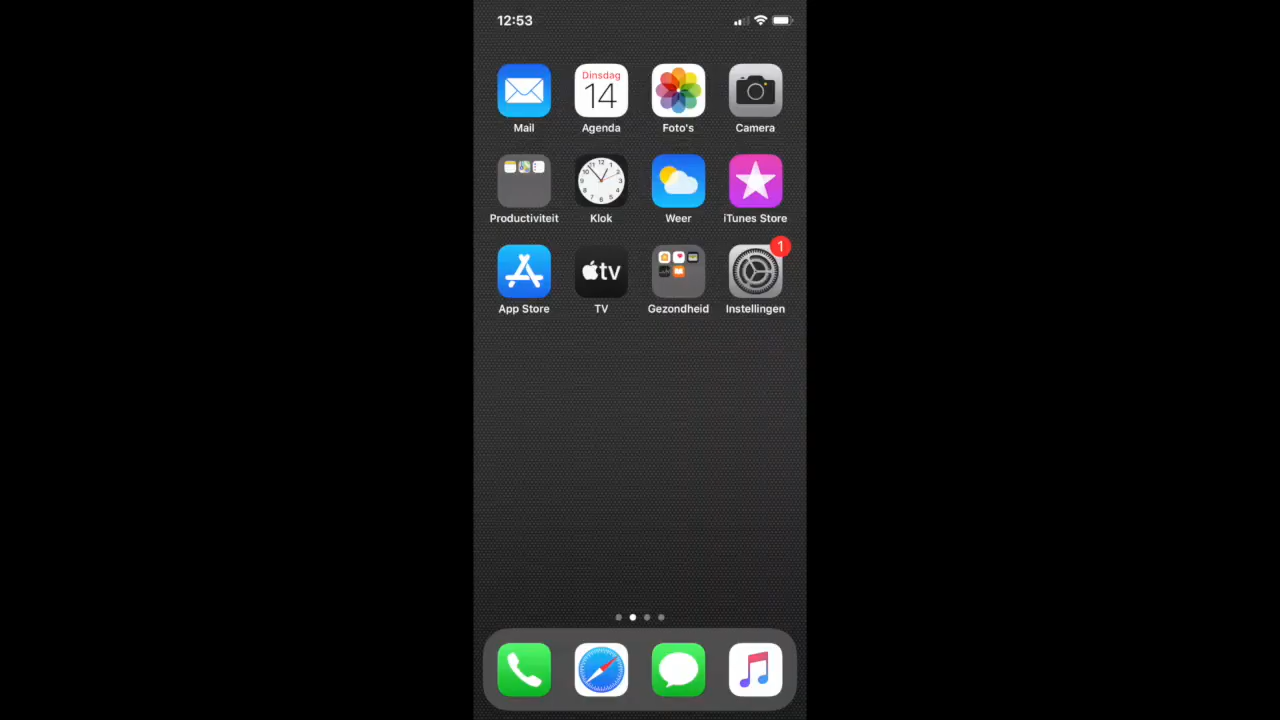 12:53
Dinsdag
14
Mail
Agenda
Foto's
Camera
Productiviteit
Klok
Weer
iTunes Store
tv
1
App Store
TV
Gezondheid
Instellingen